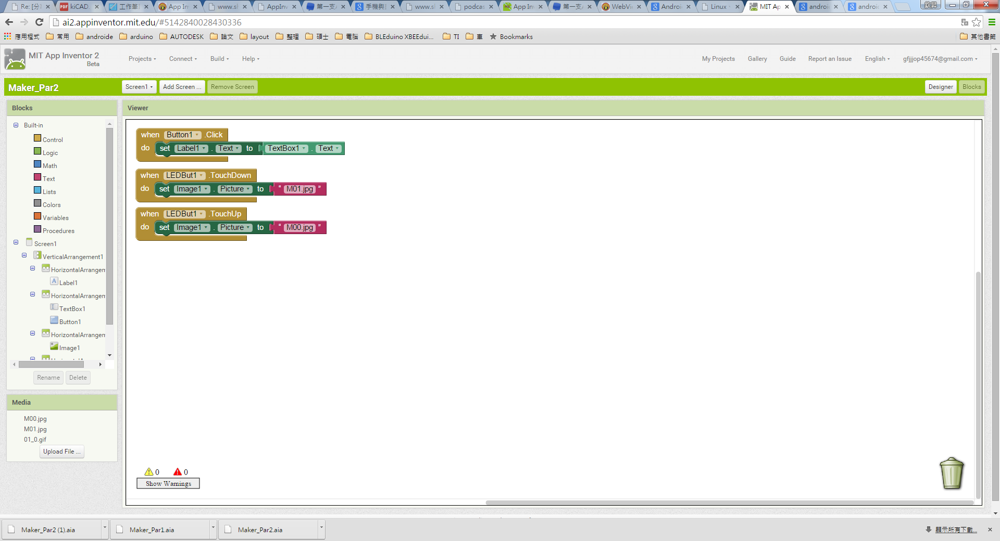 Re: [分
kiCAD.
工作筆
App In
www.sl
AppInv
第一支
手機與
www.sl
podcas
App In
第一支
WebVi
Androi
Linux
MIT Ap
androi
androi
ai2.appinventor.mit.edu/#5142840028430336
應用程式
常用
androide
arduino
AUTODESK
論文
layout
整理
碩士
電腦
BLEduino XBEEdui...
TI
車
Bookmarks
其他書籤
MIT App Inventor 2
Beta
Projects
Connect
Build
Help
My Projects
Gallery
Guide
Report an Issue
English
gfjjjop45674@gmail.com
Maker_Par2
Screen1
Add Screen ...
Remove Screen
Designer
Blocks
Blocks
Built-in
Control
Logic
Math
Text
Lists
Colors
Variables
Procedures
Screen1
VerticalArrangement1
HorizontalArrangem
Label1
HorizontalArrangem
TextBox1
Button1
HorizontalArrangem
Image1
Rename
Delete
Media
M00.jpg
M01.jpg
01_0.gif
Upload File ...
Viewer
when Button1 .Click
do set Label1 . Text to TextBox1 . Text
when LEDBut1 .TouchDown
do set Image1 . Picture to " M01.jpg "
when LEDBut1 .TouchUp
do set Image1 . Picture to " M00.jpg "
0 0
Show Warnings
Maker_Par2 (1).aia
Maker_Par1.aia
Maker_Par2.aia
顯示所有下載...